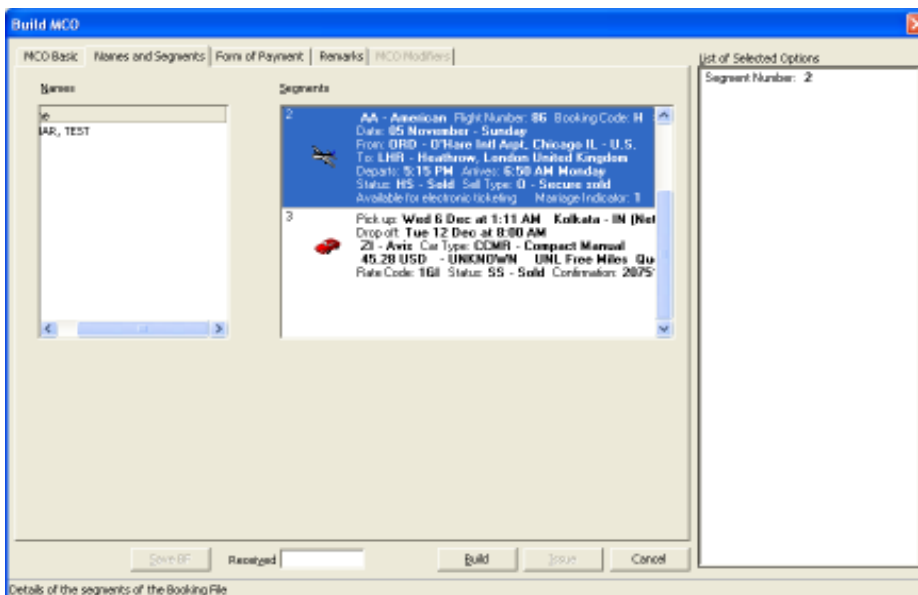 Build MCO
MCO Basic Names and Segments Form of Payment Remarks MCO Modifiers
List of Selected Options
Segment Number: 2
Names
Segments
AR, TEST
2
AA - American Flight Number: 86 Booking Code: H
Date: 05 November - Sunday
From: ORD - O'Hare Intl Arpt, Chicago IL - U.S.
To: LHR - Heathrow, London United Kingdom
Departs: 5:15 PM Arrives: 6:50 AM Monday
Status: HS - Sold Sell Type: O - Secure sold
Available for electronic ticketing Marriage Indicator: 1
3
Pick up: Wed 6 Dec at 1:11 AM Kolkata - IN (Net
Drop off: Tue 12 Dec at 8:00 AM
ZI - Avis Car Type: CCMR - Compact Manual
45.28 USD - UNKNOWN UNL Free Miles Qu
Rate Code: 1GI Status: SS - Sold Confirmation: 2075
Save BF Received Build Issue Cancel
Details of the segments of the Booking File